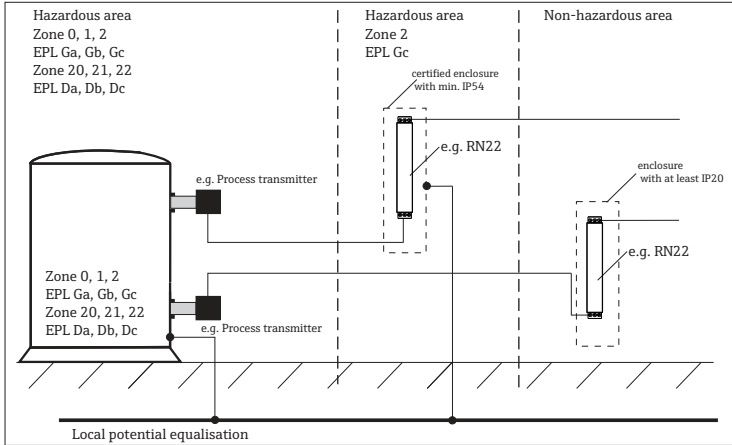 Hazardous area
Zone 0, 1, 2
EPL Ga, Gb, Gc
Zone 20, 21, 22
EPL Da, Db, Dc
Hazardous area
Zone 2
EPL Gc
Non-hazardous area
certified enclosure
with min. IP54
e.g. RN22
e.g. Process transmitter
enclosure
with at least IP20
e.g. RN22
Zone 0, 1, 2
EPL Ga, Gb, Gc
Zone 20, 21, 22
EPL Da, Db, Dc
e.g. Process transmitter
Local potential equalisation